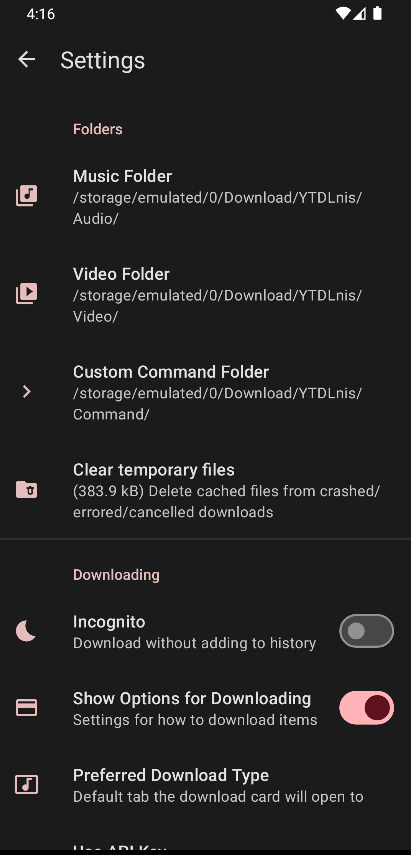 4:16
Settings
Folders
Music Folder
/storage/emulated/0/Download/YTDLnis/
Audio/
Video Folder
/storage/emulated/0/Download/YTDLnis/
Video/
Custom Command Folder
/storage/emulated/0/Download/YTDLnis/
Command/
Clear temporary files
(383.9 kB) Delete cached files from crashed/
errored/cancelled downloads
Downloading
Incognito
Download without adding to history
Show Options for Downloading
Settings for how to download items
Preferred Download Type
Default tab the download card will open to
Use API Key